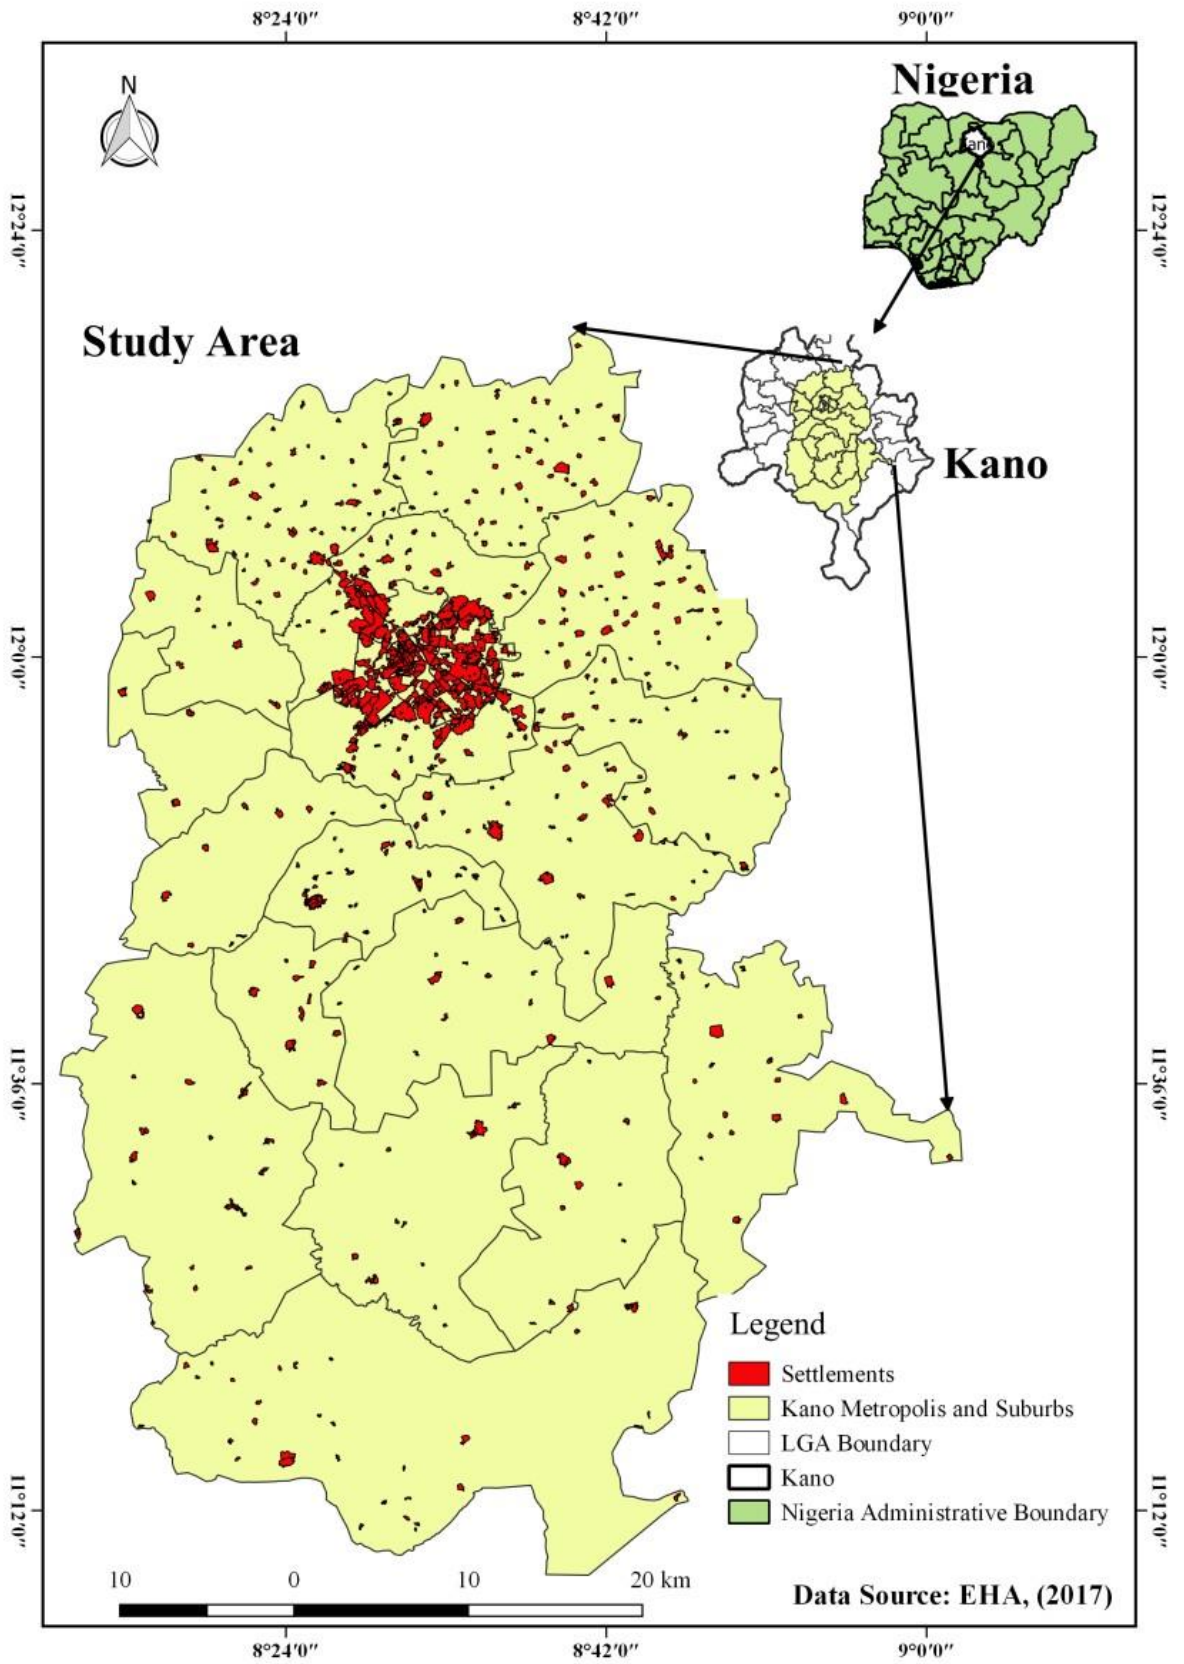 8°24'0" 8°42'0" 9°0'0"
N
Nigeria
12°24'0"
12°24'0"
Study Area
Kano
12°0'0"
12°0'0"
11°36'0"
11°36'0"
Legend
Settlements
Kano Metropolis and Suburbs
LGA Boundary
Kano
Nigeria Administrative Boundary
11°12'0"
11°12'0"
10 0 10 20 km
Data Source: EHA, (2017)
8°24'0" 8°42'0" 9°0'0"